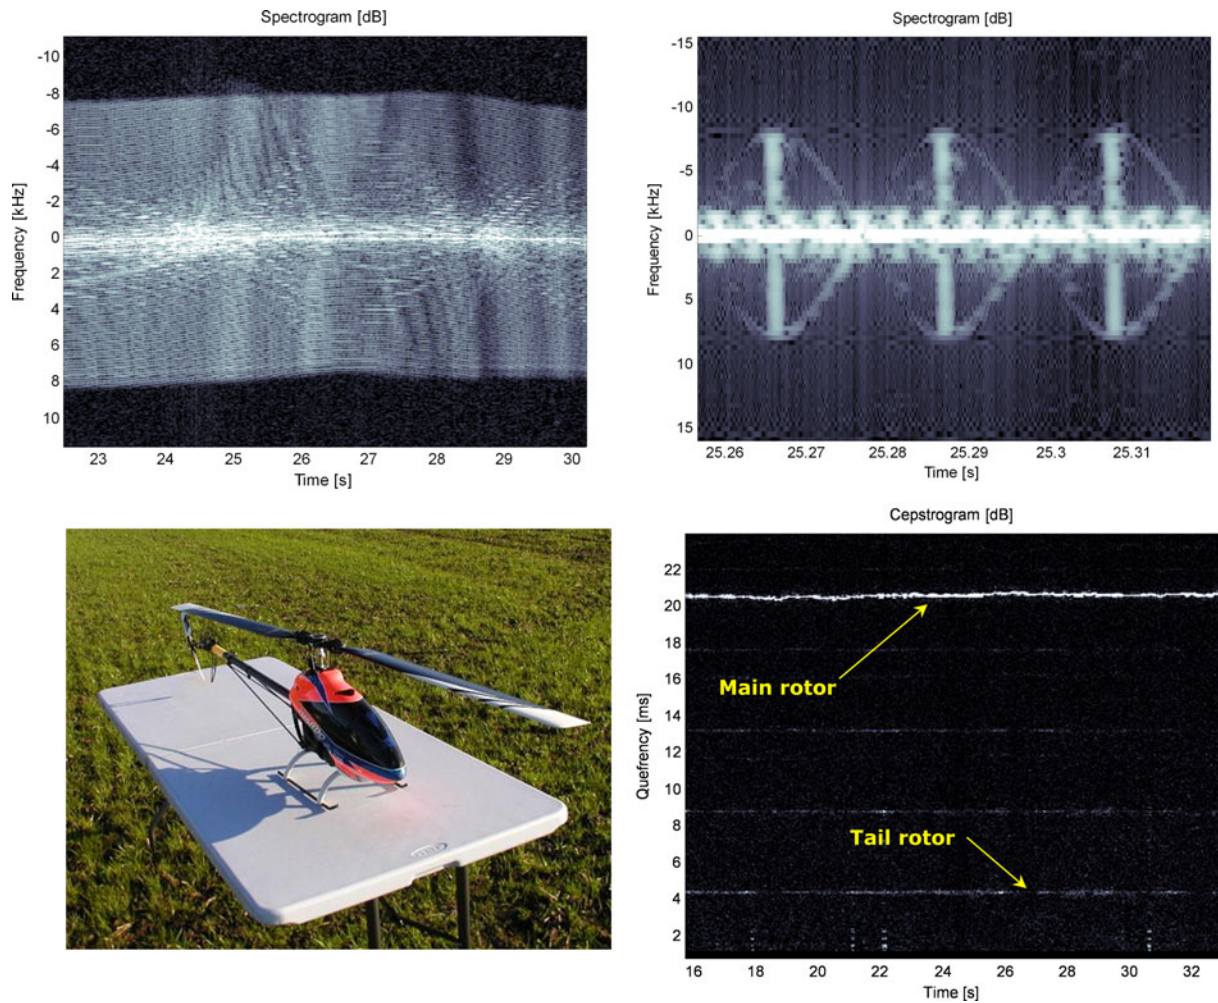 Spectrogram [dB]
-10
-8
-6
-4
-2
0
2
4
6
8
10
Frequency [kHz]
23 24 25 26 27 28 29 30
Time [s]
Spectrogram [dB]
-15
-10
-5
0
5
10
15
Frequency [kHz]
25.26 25.27 25.28 25.29 25.3 25.31
Time [s]
Cepstrogram [dB]
22
20
18
16
14
12
10
8
6
4
2
Quefrency [ms]
Main rotor
Tail rotor
16 18 20 22 24 26 28 30 32
Time [s]